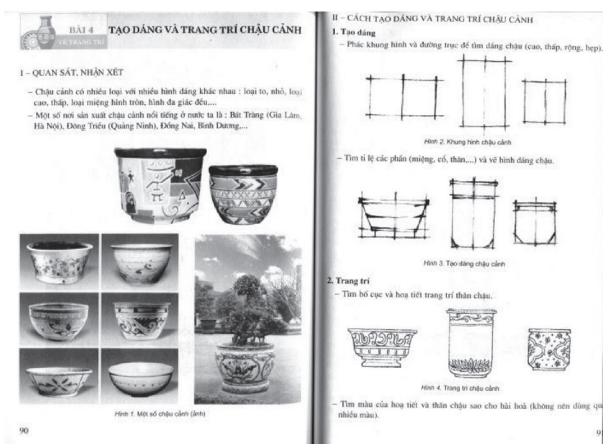 BÀI 4
VẼ TRANG TRÍ
TẠO DÁNG VÀ TRANG TRÍ CHẬU CẢNH
I – QUAN SÁT, NHẬN XÉT
– Chậu cảnh có nhiều loại với nhiều hình dáng khác nhau : loại to, nhỏ, loại
cao, thấp, loại miệng hình tròn, hình đa giác đều,...
– Một số nơi sản xuất chậu cảnh nổi tiếng ở nước ta là : Bát Tràng (Gia Lâm,
Hà Nội), Đông Triều (Quảng Ninh), Đồng Nai, Bình Dương,...
Hình 1. Một số chậu cảnh (ảnh)
90
II – CÁCH TẠO DÁNG VÀ TRANG TRÍ CHẬU CẢNH
1. Tạo dáng
– Phác khung hình và đường trục để tìm dáng chậu (cao, thấp, rộng, hẹp).
Hình 2. Khung hình chậu cảnh
– Tìm tỉ lệ các phần (miệng, cổ, thân,...) và vẽ hình dáng chậu.
Hình 3. Tạo dáng chậu cảnh
2. Trang trí
– Tìm bố cục và hoạ tiết trang trí thân chậu.
Hình 4. Trang trí chậu cảnh
– Tìm màu của hoạ tiết và thân chậu sao cho hài hoà (không nên dùng
nhiều màu).